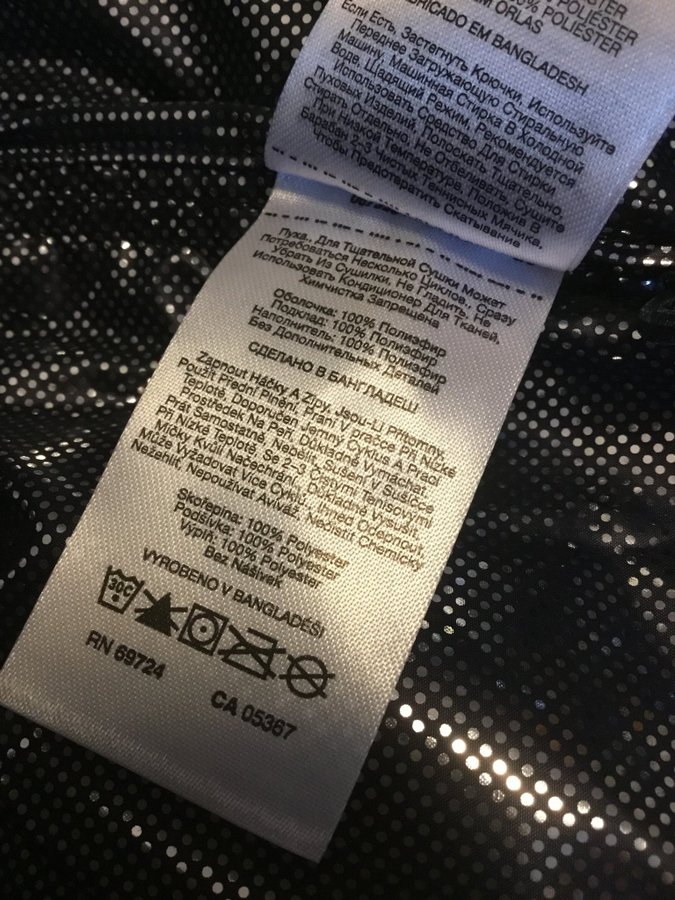 % POLIESTER
% POLIESTER
EM ORLAS
BRICADO EM BANGLADESH
Если Есть, Застегнуть Крючки. Используйте
Переднее Загружающую Стиральную
Машину. Машинная Стирка В Холодной
Воде. Щадящий Режим. Рекомендуется
Использовать Средство Для Стирки
Пуховых Изделий. Полоскать Тщательно.
Стирать Отдельно. Не Отбеливать. Сушите
При Низкой Температуре. Положив В
Барабан 2-3 Чистых Теннисных Мячика,
Чтобы Предотвратить Скатывание
Пуха. Для Тщательной Сушки Может
Потребоваться Несколько Циклов. Сразу
Убрать Из Сушилки. Не Гладить. Не
Использовать Кондиционер Для Тканей.
Химчистка Запрещена
Оболочка: 100% Полиэфир
Подклад: 100% Полиэфир
Наполнитель: 100% Полиэфир
Без Дополнительных Деталей
СДЕЛАНО В БАНГЛАДЕШ
Zapnout Háčky A Zipy, Jsou-Li Přítomny.
Použít Přední Plnění. Praní V pračce Při Nízké
Teplotě. Doporučen Jemný Cyklus A Prací
Prostředek Na Peří. Důkladně Vymáchat.
Prát Samostatně. Nebělit. Sušení V Sušičce
Při Nízké Teplotě. Se 2-3 Čistými Tenisovými
Míčky Kvůli Načechrání. Důkladné Vysušit.
Může Vyžadovat Více Cyklů. Ihned Odepnout.
Nežehlit. Nepoužívat Aviváž. Nečistit Chemicky
Skořepina: 100% Polyester
Podšívka: 100% Polyester
Výplň: 100% Polyester
Bez Nášivek
VYROBENO V BANGLADÉŠI
30C
RN 69724
CA 05367